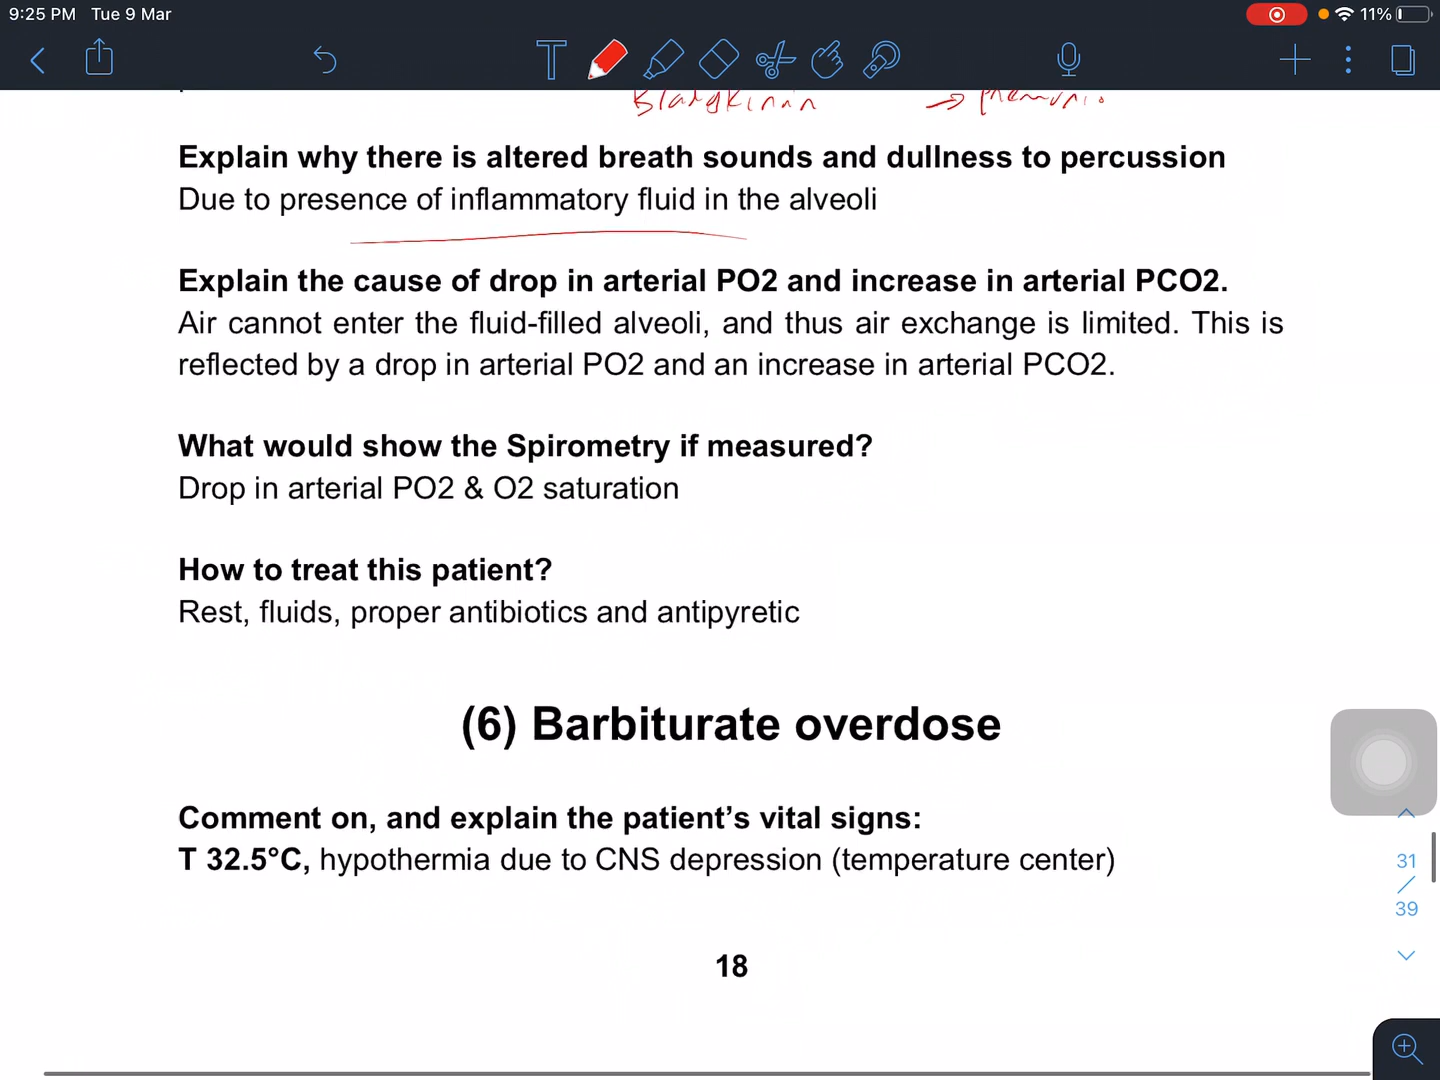 9:25 PM Tue 9 Mar
11%
T
Explain why there is altered breath sounds and dullness to percussion
Due to presence of inflammatory fluid in the alveoli
Explain the cause of drop in arterial PO2 and increase in arterial PCO2.
Air cannot enter the fluid-filled alveoli, and thus air exchange is limited. This is
reflected by a drop in arterial PO2 and an increase in arterial PCO2.
What would show the Spirometry if measured?
Drop in arterial PO2 & O2 saturation
How to treat this patient?
Rest, fluids, proper antibiotics and antipyretic
(6) Barbiturate overdose
Comment on, and explain the patient’s vital signs:
T 32.5°C, hypothermia due to CNS depression (temperature center)
31
/
39
18